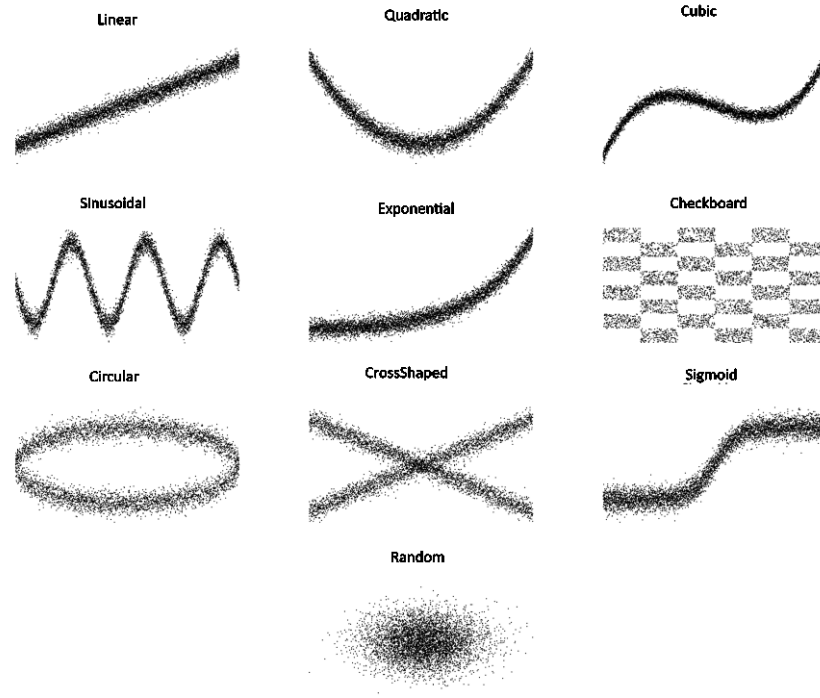 Linear
Quadratic
Cubic
Sinusoidal
Exponential
Checkboard
Circular
CrossShaped
Sigmoid
Random